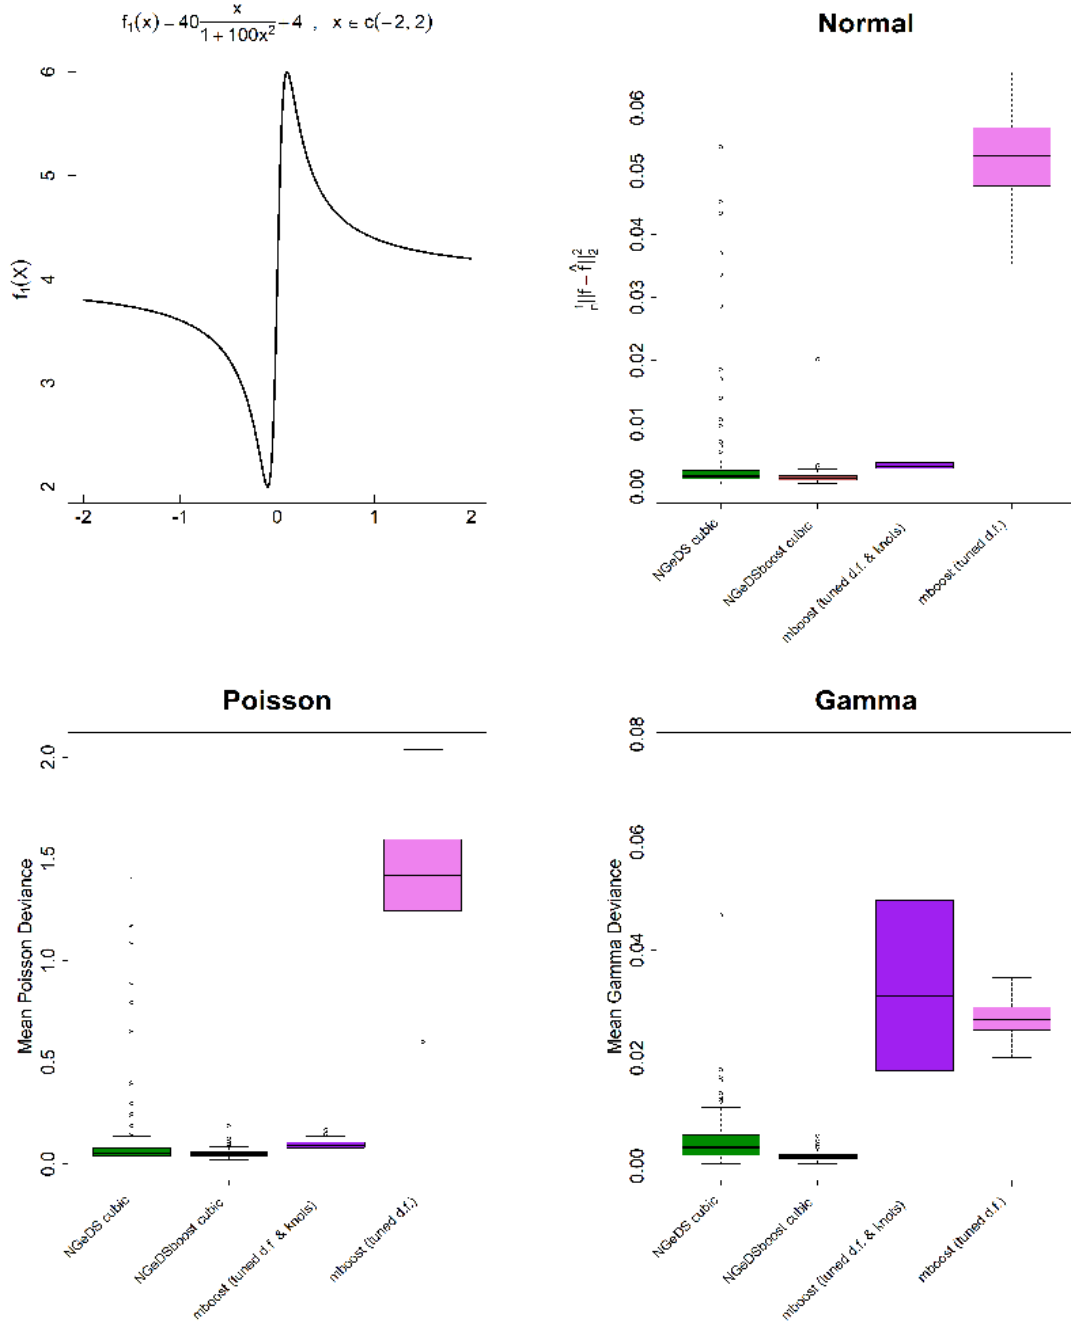 f₁(x) – 40 x / 1 + 100x² – 4 , x ∈ c(–2, 2)
6
5
4
3
2
f₁(x)
-2 -1 0 1 2
Normal
0.06
0.05
0.04
0.03
0.02
0.01
0.00
NGeDS cubic
NGeDSboost cubic
mboost (tuned d.f. & knots)
mboost (tuned d.f.)
Poisson
2.0
1.5
1.0
0.5
0.0
Mean Poisson Deviance
NGeDS cubic
NGeDSboost cubic
mboost (tuned d.f. & knots)
mboost (tuned d.f.)
Gamma
0.08
0.06
0.04
0.02
0.00
Mean Gamma Deviance
NGeDS cubic
NGeDSboost cubic
mboost (tuned d.f. & knots)
mboost (tuned d.f.)